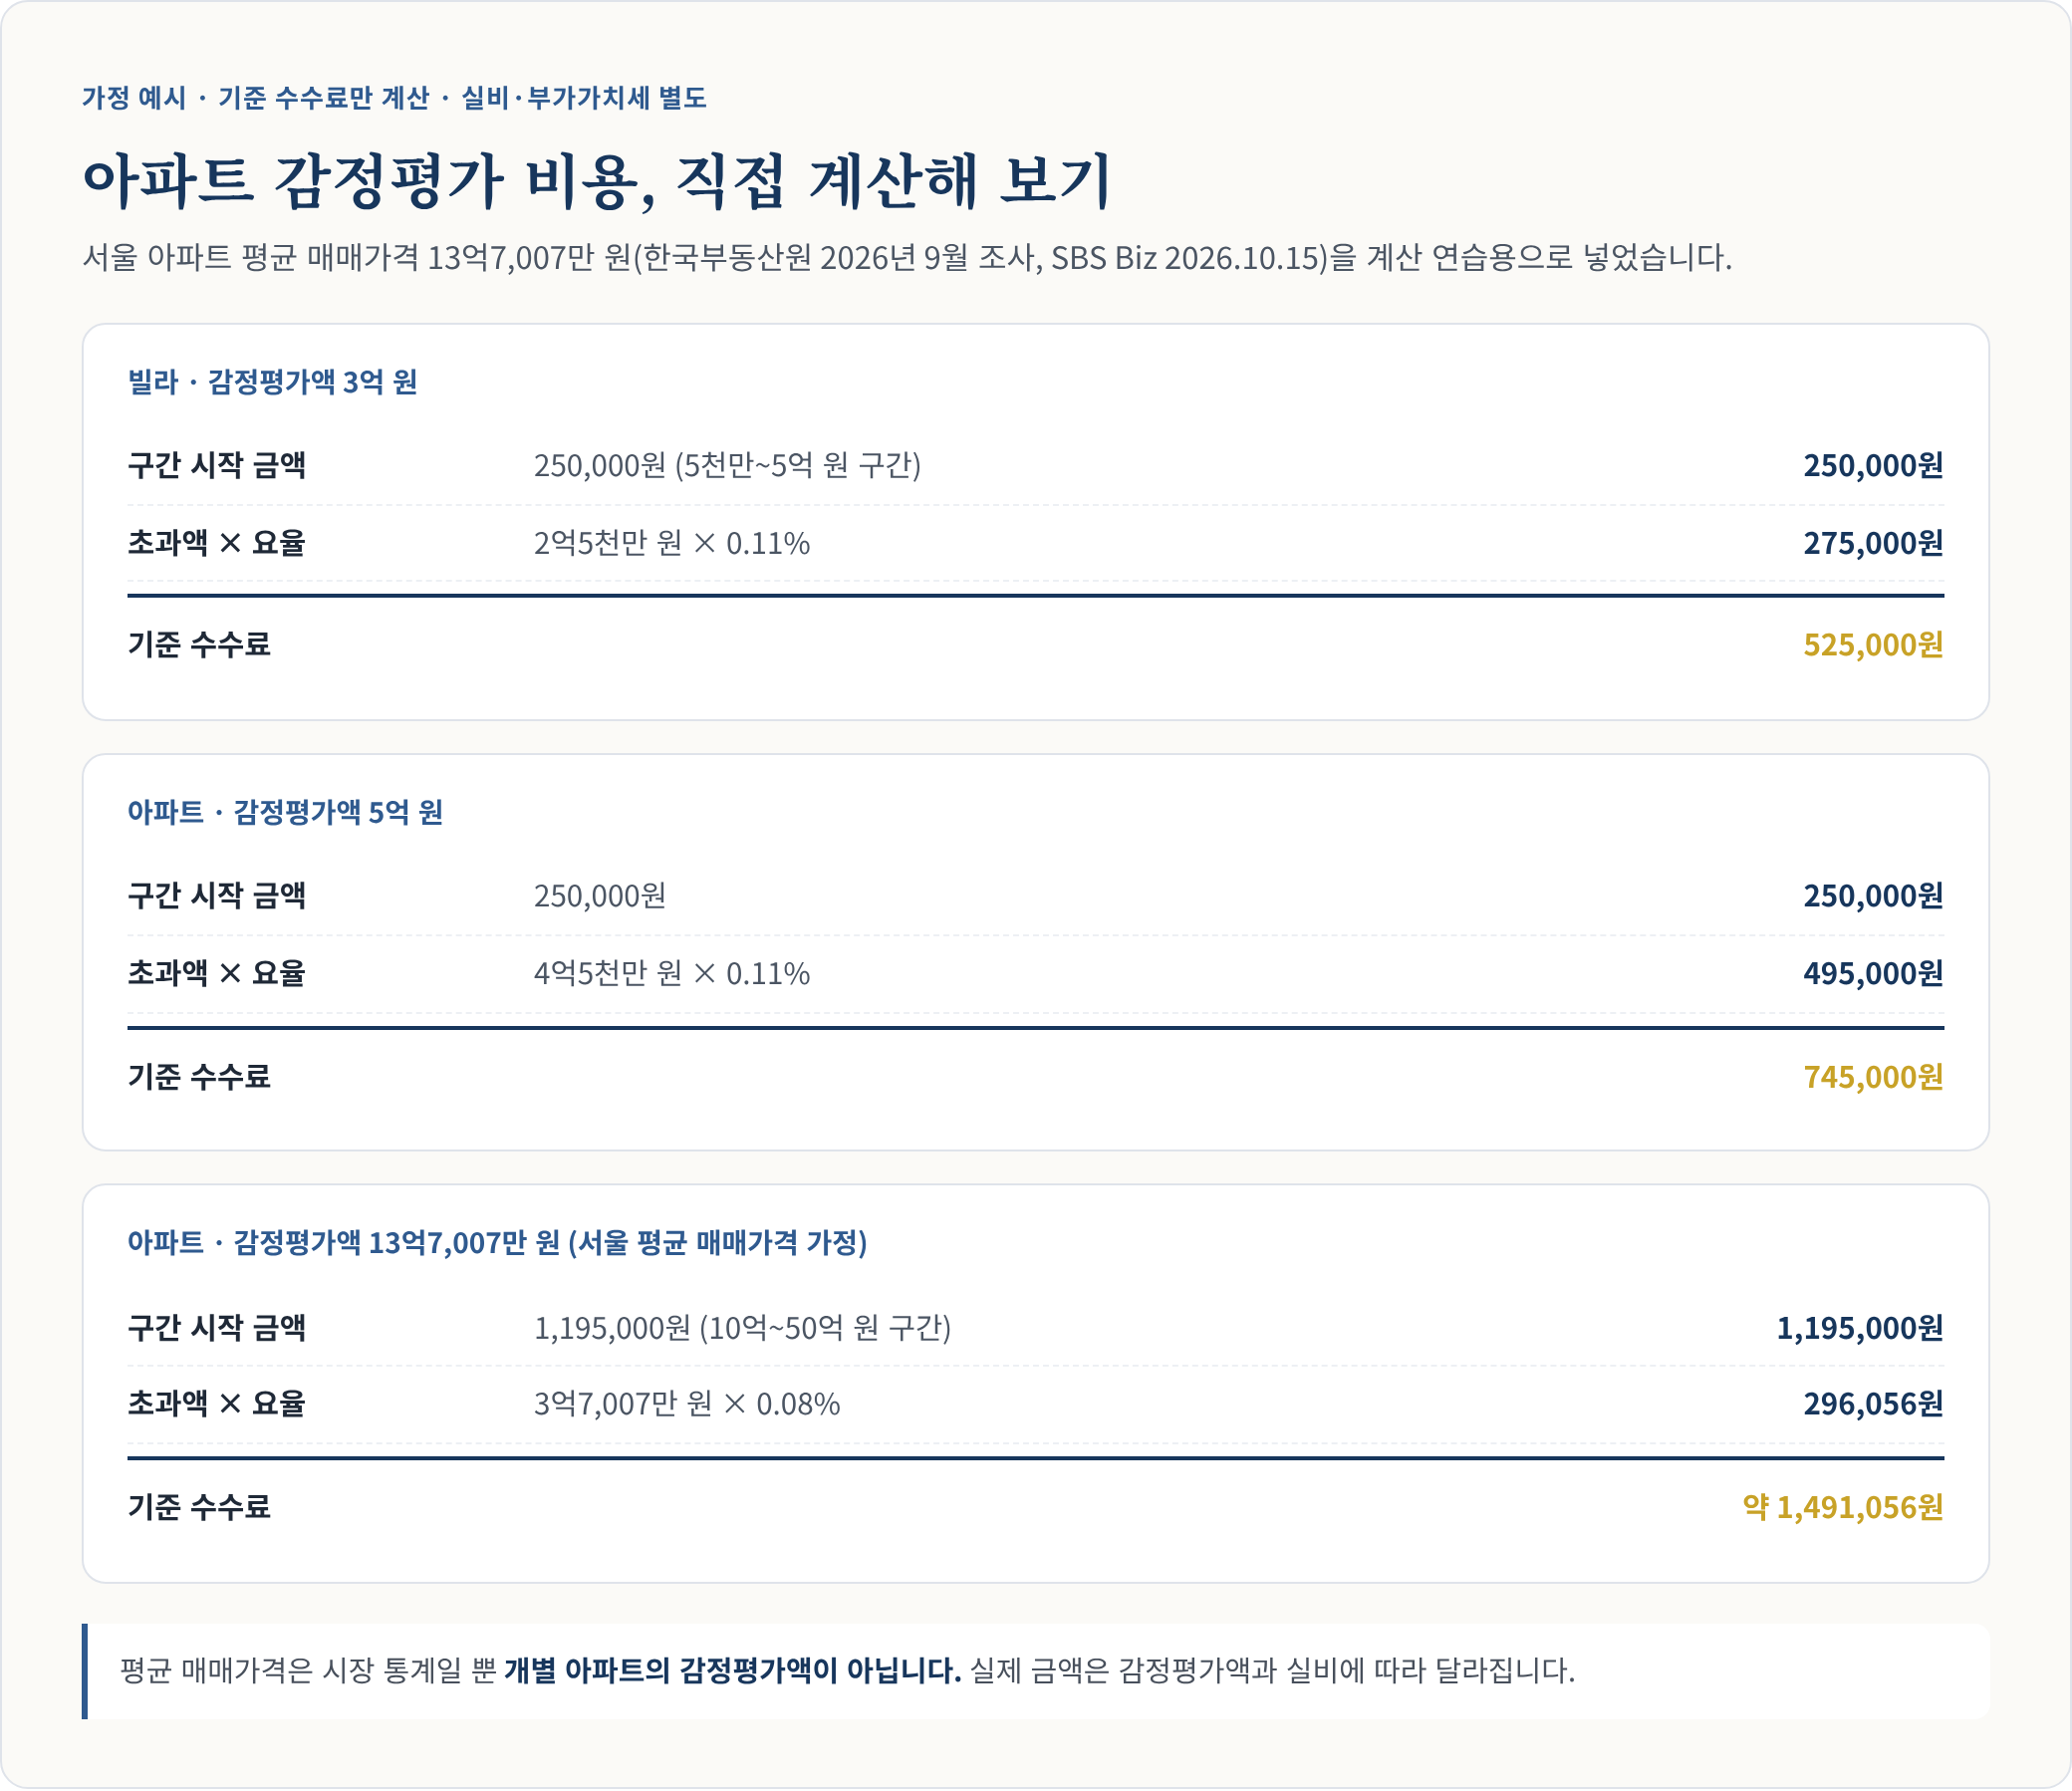 가정 예시 · 기준 수수료만 계산 · 실비·부가가치세 별도
아파트 감정평가 비용, 직접 계산해 보기
서울 아파트 평균 매매가격 13억7,007만 원(한국부동산원 2026년 9월 조사, SBS Biz 2026.10.15)을 계산 연습용으로 넣었습니다.
빌라 · 감정평가액 3억 원
구간 시작 금액 250,000원 (5천만~5억 원 구간) 250,000원
초과액 × 요율 2억5천만 원 × 0.11% 275,000원
기준 수수료 525,000원
아파트 · 감정평가액 5억 원
구간 시작 금액 250,000원 250,000원
초과액 × 요율 4억5천만 원 × 0.11% 495,000원
기준 수수료 745,000원
아파트 · 감정평가액 13억7,007만 원 (서울 평균 매매가격 가정)
구간 시작 금액 1,195,000원 (10억~50억 원 구간) 1,195,000원
초과액 × 요율 3억7,007만 원 × 0.08% 296,056원
기준 수수료 약 1,491,056원
평균 매매가격은 시장 통계일 뿐 개별 아파트의 감정평가액이 아닙니다. 실제 금액은 감정평가액과 실비에 따라 달라집니다.